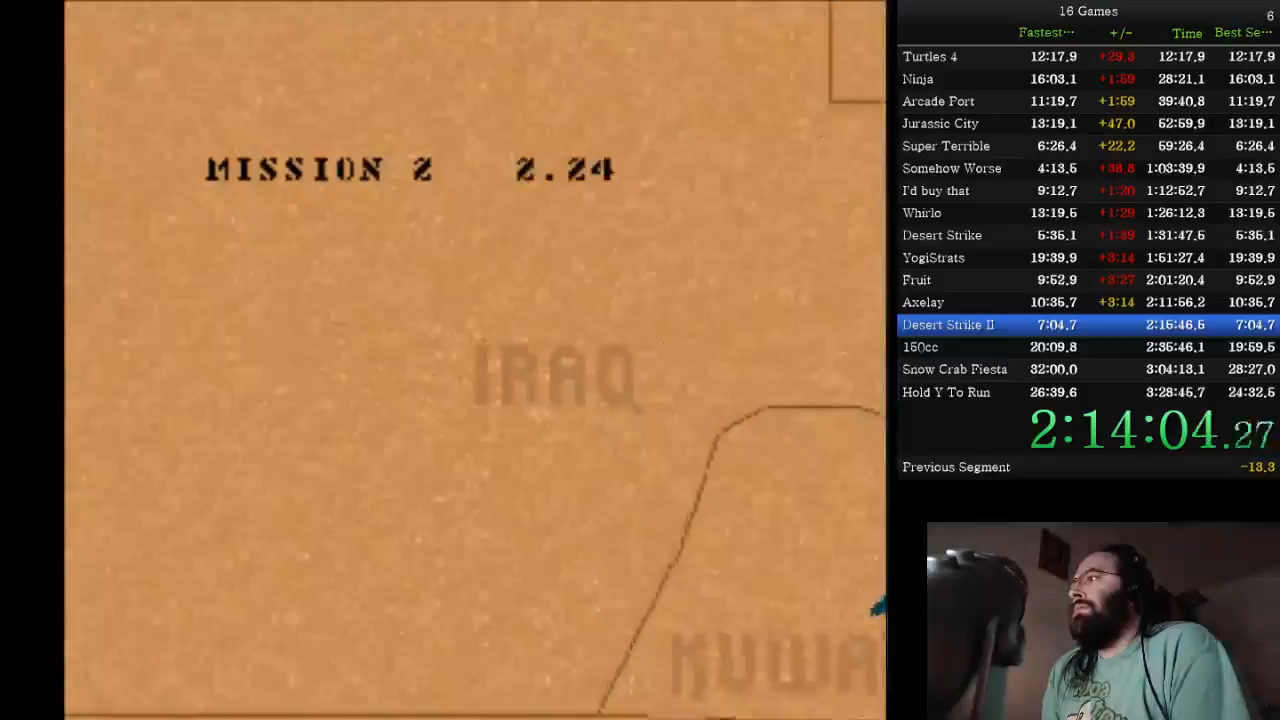 MISSION 2 2.24
IRAQ
KUWA
16 Games 6
Fastest… +/- Time Best Se…
Turtles 4 12:17.9 +29.3 12:17.9 12:17.9
Ninja 16:03.1 +1:59 28:21.1 16:03.1
Arcade Port 11:19.7 +1:59 39:40.8 11:19.7
Jurassic City 13:19.1 +47.0 52:59.9 13:19.1
Super Terrible 6:26.4 +22.2 59:26.4 6:26.4
Somehow Worse 4:13.5 +38.8 1:03:39.9 4:13.5
I'd buy that 9:12.7 +1:20 1:12:52.7 9:12.7
Whirlo 13:19.5 +1:29 1:26:12.3 13:19.5
Desert Strike 5:35.1 +1:39 1:31:47.5 5:35.1
YogiStrats 19:39.9 +3:14 1:51:27.4 19:39.9
Fruit 9:52.9 +3:27 2:01:20.4 9:52.9
Axelay 10:35.7 +3:14 2:11:56.2 10:35.7
Desert Strike II 7:04.7 2:15:46.5 7:04.7
150cc 20:09.8 2:35:46.1 19:59.5
Snow Crab Fiesta 32:00.0 3:04:13.1 28:27.0
Hold Y To Run 26:39.6 3:28:45.7 24:32.5
2:14:04.27
Previous Segment -13.3